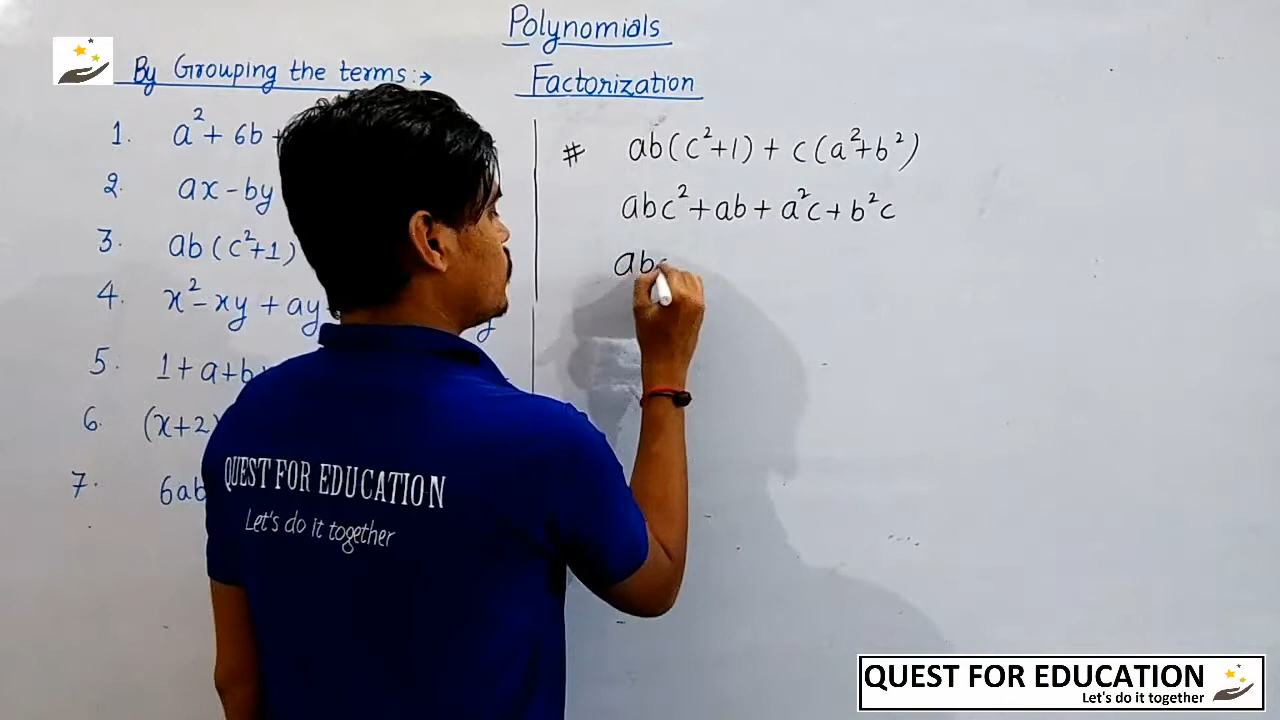 Polynomials
By Grouping the terms :→
Factorization
1. a² + 6b +
2. ax - by
3. ab (c²+1)
4. x² - xy + ay
5. 1 + a + b
6. (x+2)
7. 6ab
# ab(c²+1) + c(a²+b²)
abc² + ab + a²c + b²c
ab
QUEST FOR EDUCATION
Let's do it together
QUEST FOR EDUCATION
Let's do it together